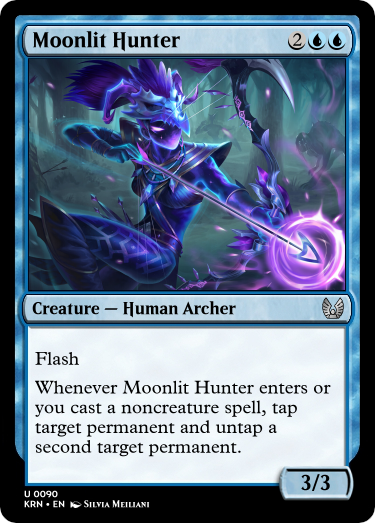 Moonlit Hunter 2
Creature — Human Archer
Flash
Whenever Moonlit Hunter enters or
you cast a noncreature spell, tap
target permanent and untap a
second target permanent.
3/3
U 0090
KRN • EN Silvia Meiliani